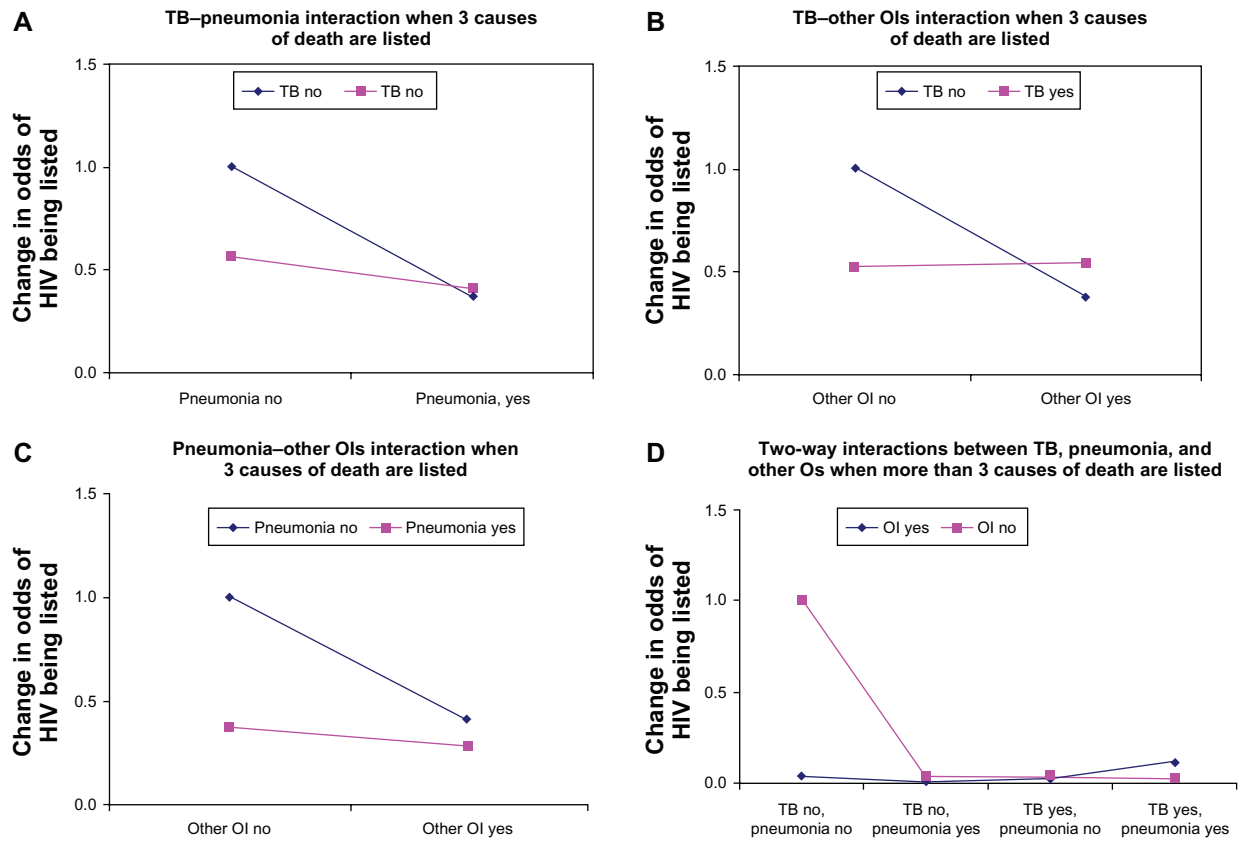 A
TB–pneumonia interaction when 3 causes
of death are listed
Change in odds of
HIV being listed
1.5
1.0
0.5
0.0
TB no
TB no
Pneumonia no
Pneumonia, yes
B
TB–other OIs interaction when 3 causes
of death are listed
Change in odds of
HIV being listed
1.5
1.0
0.5
0.0
TB no
TB yes
Other OI no
Other OI yes
C
Pneumonia–other OIs interaction when
3 causes of death are listed
Change in odds of
HIV being listed
1.5
1.0
0.5
0.0
Pneumonia no
Pneumonia yes
Other OI no
Other OI yes
D
Two-way interactions between TB, pneumonia, and
other Os when more than 3 causes of death are listed
Change in odds of
HIV being listed
1.5
1.0
0.5
0.0
OI yes
OI no
TB no,
pneumonia no
TB no,
pneumonia yes
TB yes,
pneumonia no
TB yes,
pneumonia yes